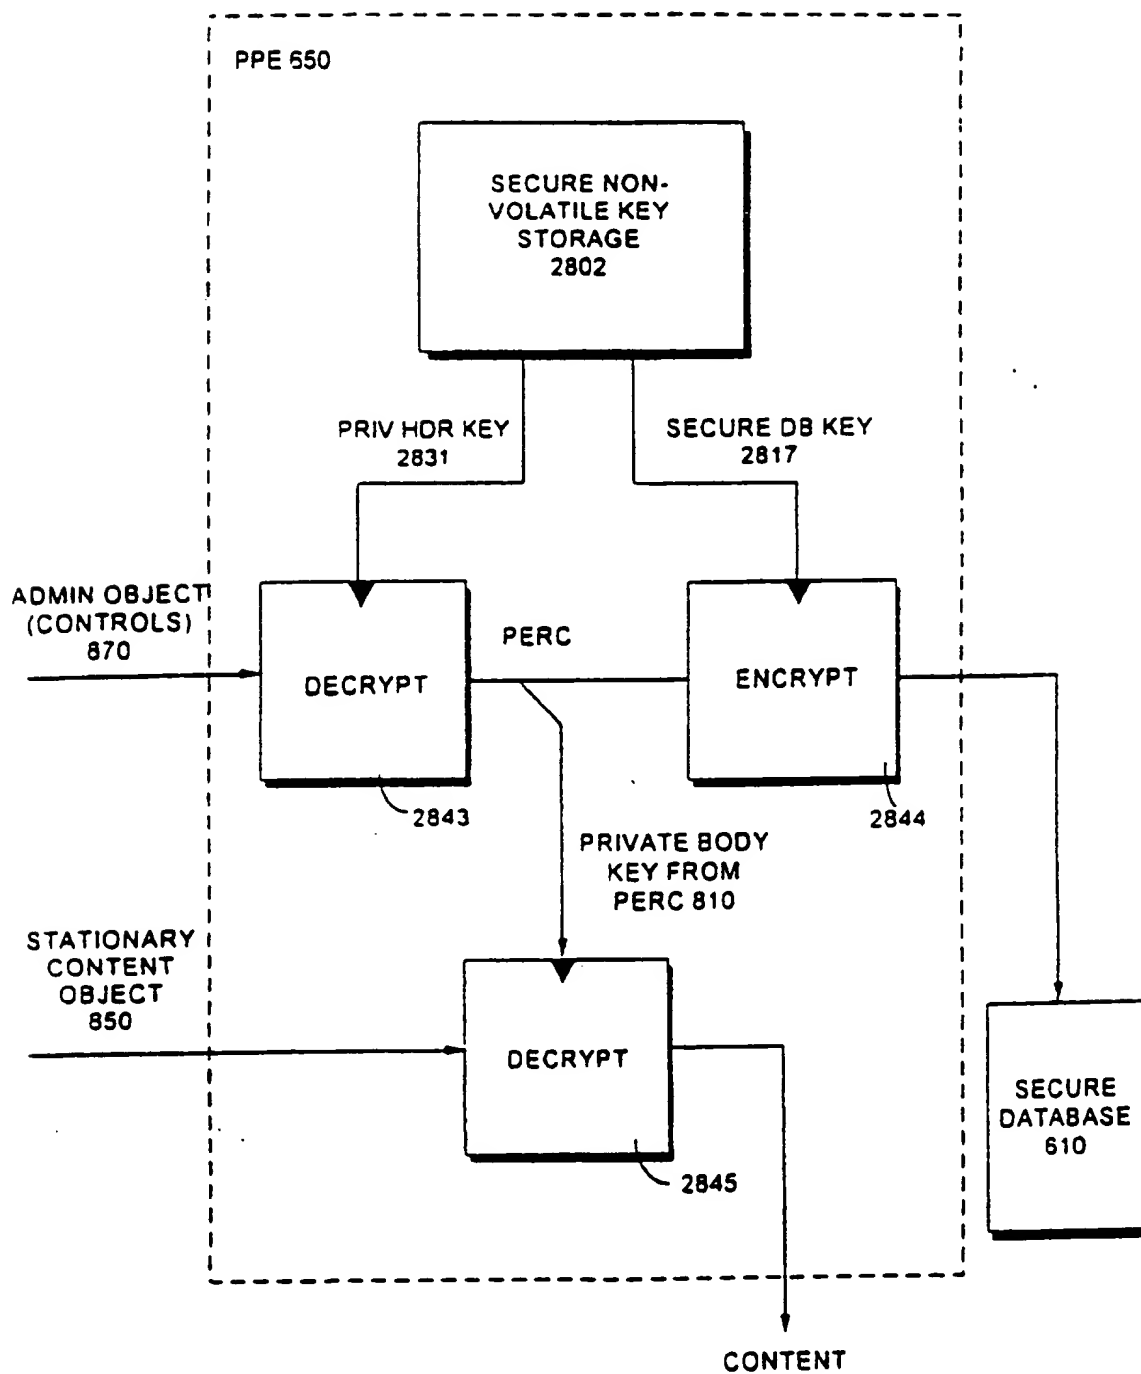 PPE 650
SECURE NON-
VOLATILE KEY
STORAGE
2802
PRIV HDR KEY
2831
SECURE DB KEY
2817
ADMIN OBJECT
(CONTROLS)
870
DECRYPT
PERC
ENCRYPT
2843
2844
PRIVATE BODY
KEY FROM
PERC 810
STATIONARY
CONTENT
OBJECT
850
DECRYPT
2845
SECURE
DATABASE
610
CONTENT